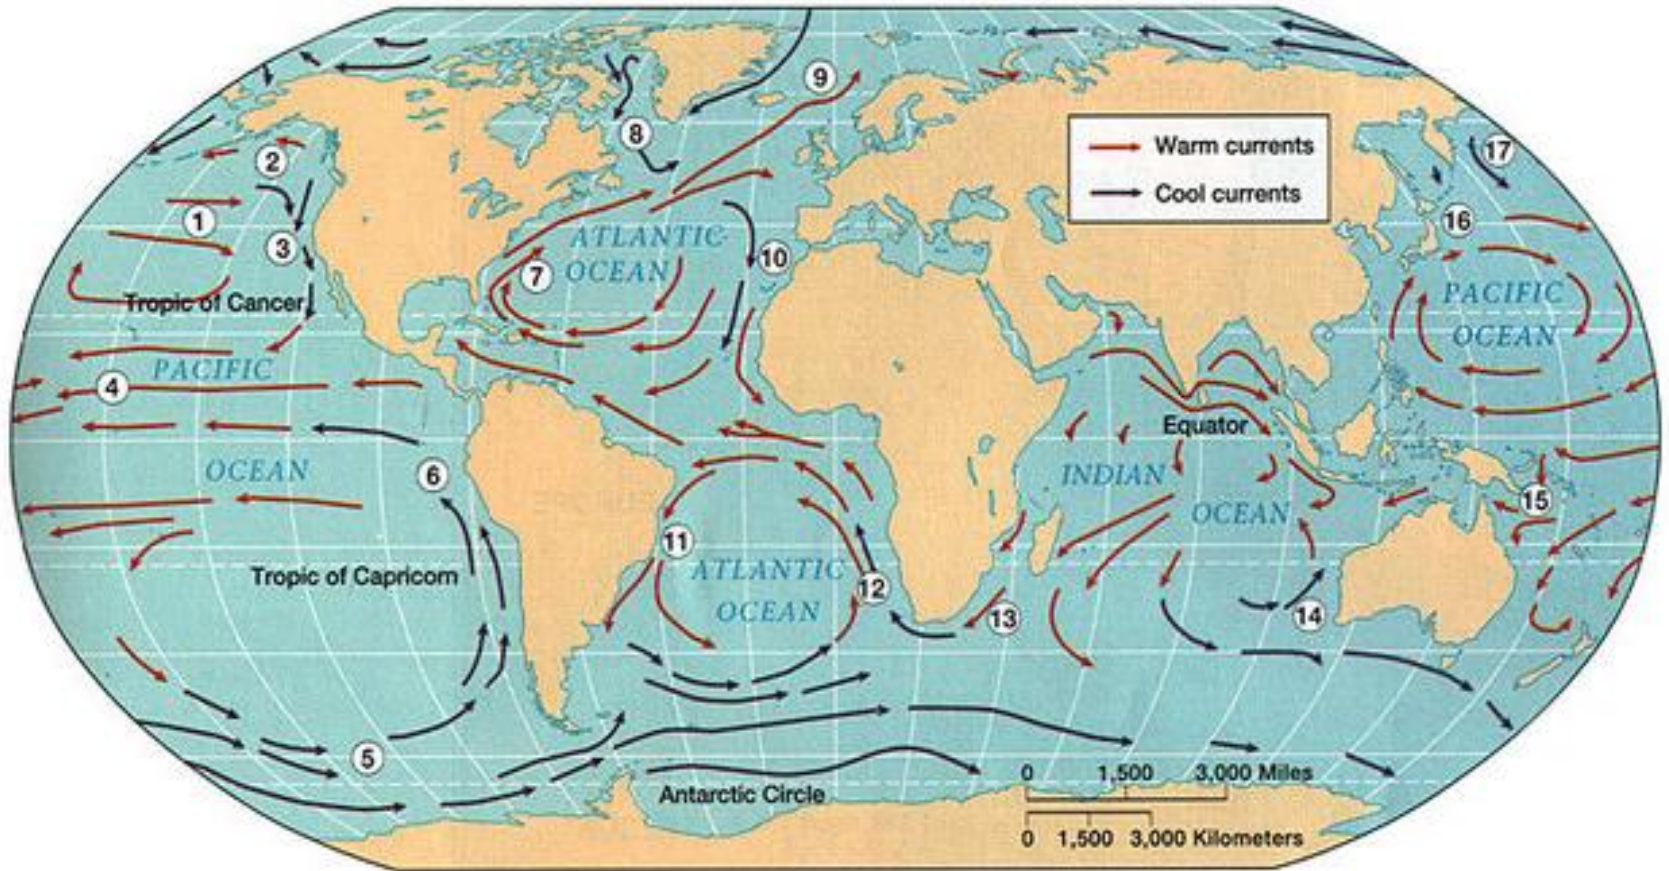 9
8
Warm currents
17
2
Cool currents
1
16
ATLANTIC
3
10
7
OCEAN
PACIFIC
Tropic of Cancer
OCEAN
PACIFIC
4
Equator
OCEAN
6
INDIAN
15
OCEAN
11
Tropic of Capricorn
ATLANTIC
12
OCEAN
13
14
5
0 1,500 3,000 Miles
Antarctic Circle
0 1,500 3,000 Kilometers